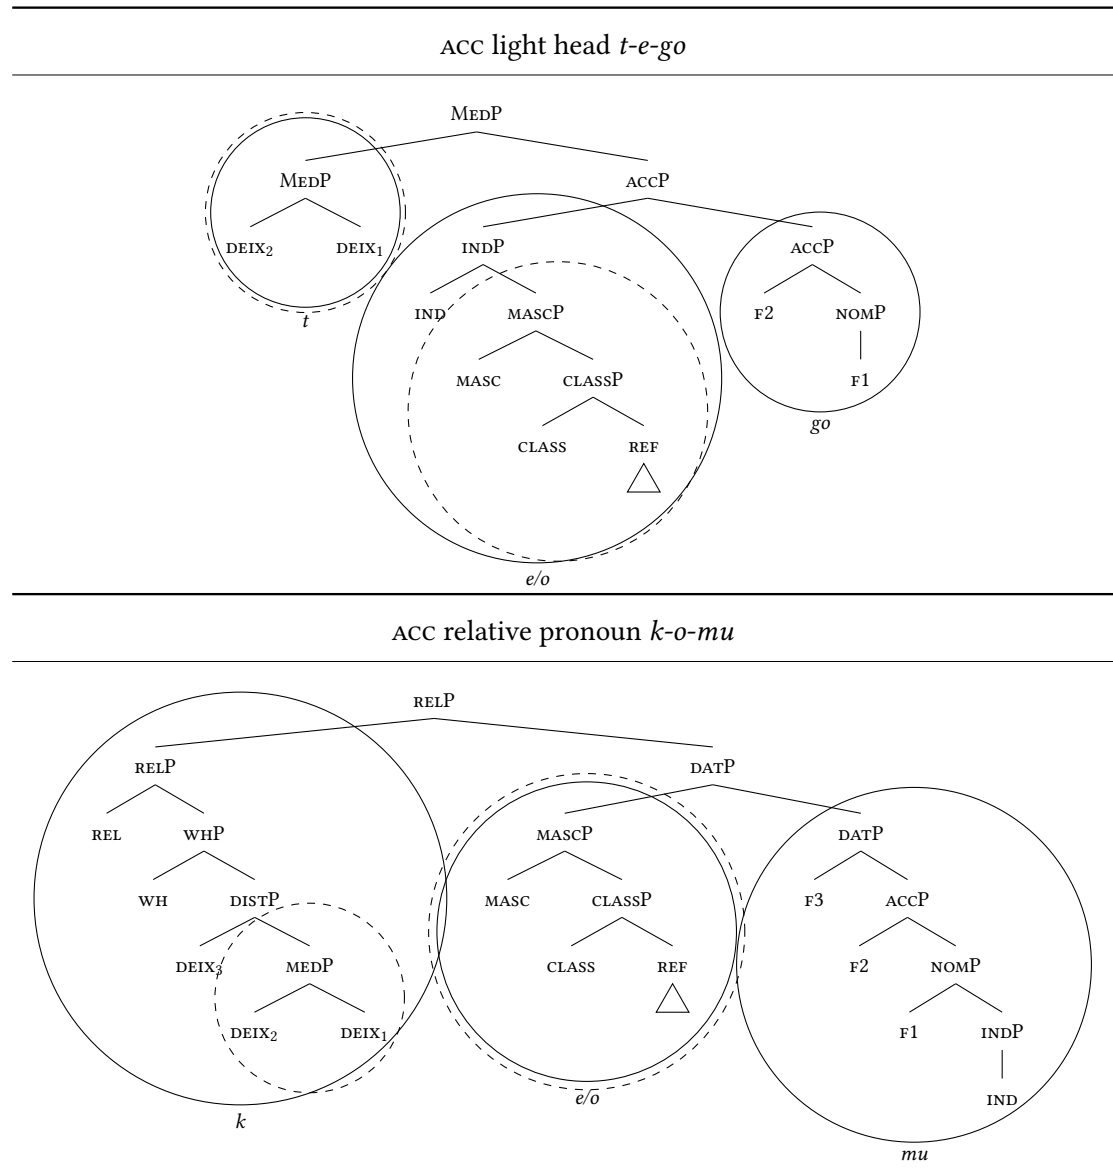 ACC light head t-e-go
MEDP
MEDP ACCP
DEIX₂ DEIX₁ INDP ACCP
t IND MASCP F2 NOMP
MASC CLASSP F1
CLASS REF go
e/o
ACC relative pronoun k-o-mu
RELP
RELP DATP
REL WHP MASCP DATP
WH DISTP MASC CLASSP F3 ACCP
DEIX₃ MEDP CLASS REF F2 NOMP
DEIX₂ DEIX₁ F1 INDP
e/o IND
k
mu